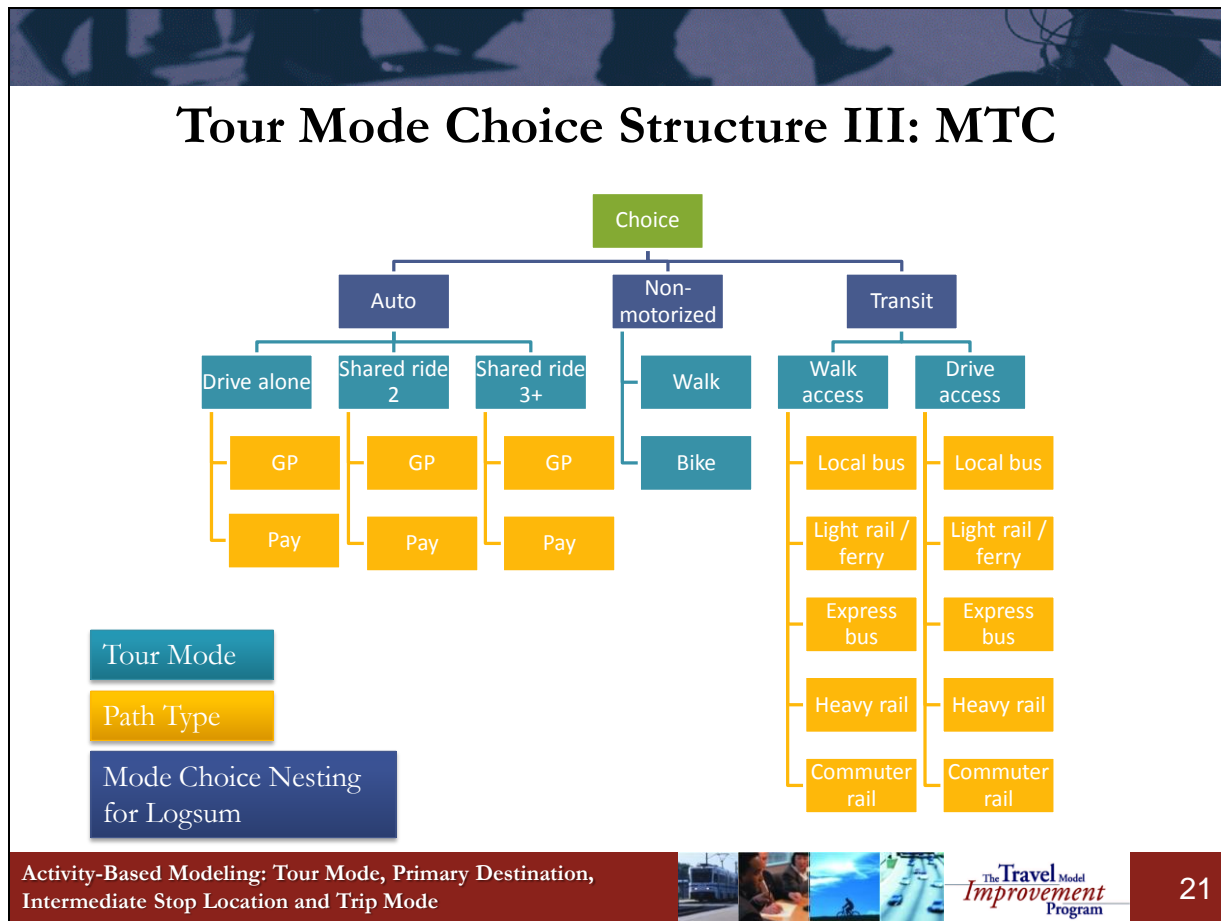 Tour Mode Choice Structure III: MTC
Choice
Auto
Non-
motorized
Transit
Drive alone
Shared ride
2
Shared ride
3+
Walk
Walk
access
Drive
access
GP
GP
GP
Bike
Local bus
Local bus
Pay
Pay
Pay
Light rail /
ferry
Light rail /
ferry
Express
bus
Express
bus
Heavy rail
Heavy rail
Commuter
rail
Commuter
rail
Tour Mode
Path Type
Mode Choice Nesting
for Logsum
Activity-Based Modeling: Tour Mode, Primary Destination,
Intermediate Stop Location and Trip Mode
The Travel Model
Improvement
Program
21